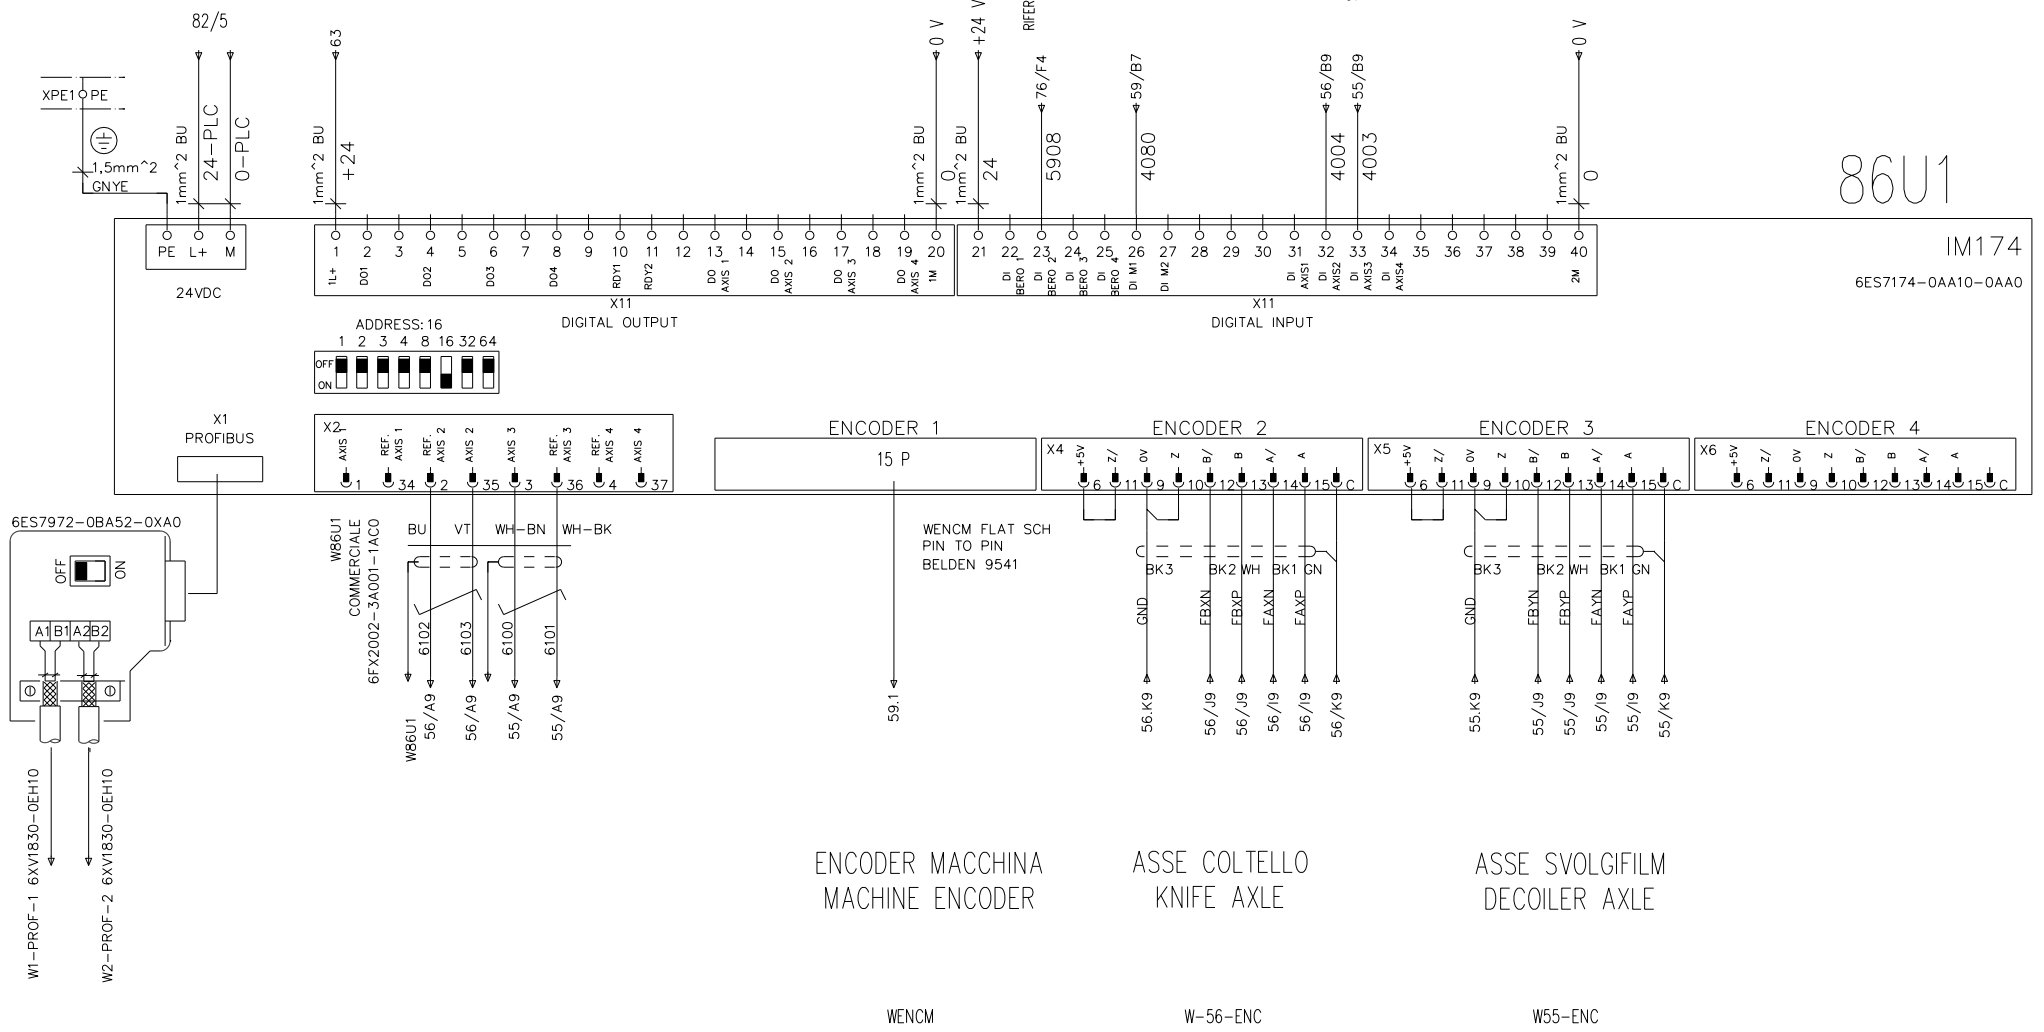 82/5
63
0 V
+24 V
RIFER
76/F4
59/B7
56/B9
55/B9
0 V
XPE1 PE
1,5mm^2
GNYE
1mm^2 BU
24-PLC
0-PLC
1mm^2 BU
+24
1mm^2 BU
0
1mm^2 BU
24
5908
4080
4004
4003
1mm^2 BU
0
86U1
PE L+ M
24VDC
1 2 3 4 5 6 7 8 9 10 11 12 13 14 15 16 17 18 19 20
1L+
DO1
DO2
DO3
DO4
RDY1
RDY2
DO AXIS 1
DO AXIS 2
DO AXIS 3
DO AXIS 4
1M
X11
DIGITAL OUTPUT
21 22 23 24 25 26 27 28 29 30 31 32 33 34 35 36 37 38 39 40
DI BERO 1
DI BERO 2
DI BERO 3
DI BERO 4
DI M1
DI M2
DI AXIS1
DI AXIS2
DI AXIS3
DI AXIS4
2M
X11
DIGITAL INPUT
IM174
6ES7174-0AA10-0AA0
ADDRESS:16
1 2 3 4 8 16 32 64
OFF
ON
X1
PROFIBUS
X2
AXIS 1
REF. AXIS 1
REF. AXIS 2
AXIS 2
AXIS 3
REF. AXIS 3
REF. AXIS 4
AXIS 4
1 34 2 35 3 36 4 37
ENCODER 1
15 P
ENCODER 2
X4 +5V Z/ 0V Z B/ B A/ A
6 11 9 10 12 13 14 15 C
ENCODER 3
X5 +5V Z/ 0V Z B/ B A/ A
6 11 9 10 12 13 14 15 C
ENCODER 4
X6 +5V Z/ 0V Z B/ B A/ A
6 11 9 10 12 13 14 15 C
6ES7972-0BA52-0XA0
OFF
ON
A1 B1 A2 B2
W86U1
COMMERCIALE
6FX2002-3A001-1AC0
BU VT WH-BN WH-BK
6102
6103
6100
6101
W86U1
56/A9
56/A9
55/A9
55/A9
WENCM FLAT SCH
PIN TO PIN
BELDEN 9541
59.1
BK3 BK2 WH BK1 GN
GND
FBXN
FBXP
FAXN
FAXP
56.K9
56/J9
56/J9
56/I9
56/I9
56/K9
BK3 BK2 WH BK1 GN
GND
FBYN
FBYP
FAYN
FAYP
55.K9
55/J9
55/J9
55/I9
55/I9
55/K9
W1-PROF-1 6XV1830-0EH10
W2-PROF-2 6XV1830-0EH10
ENCODER MACCHINA
MACHINE ENCODER
ASSE COLTELLO
KNIFE AXLE
ASSE SVOLGIFILM
DECOILER AXLE
WENCM
W-56-ENC
W55-ENC